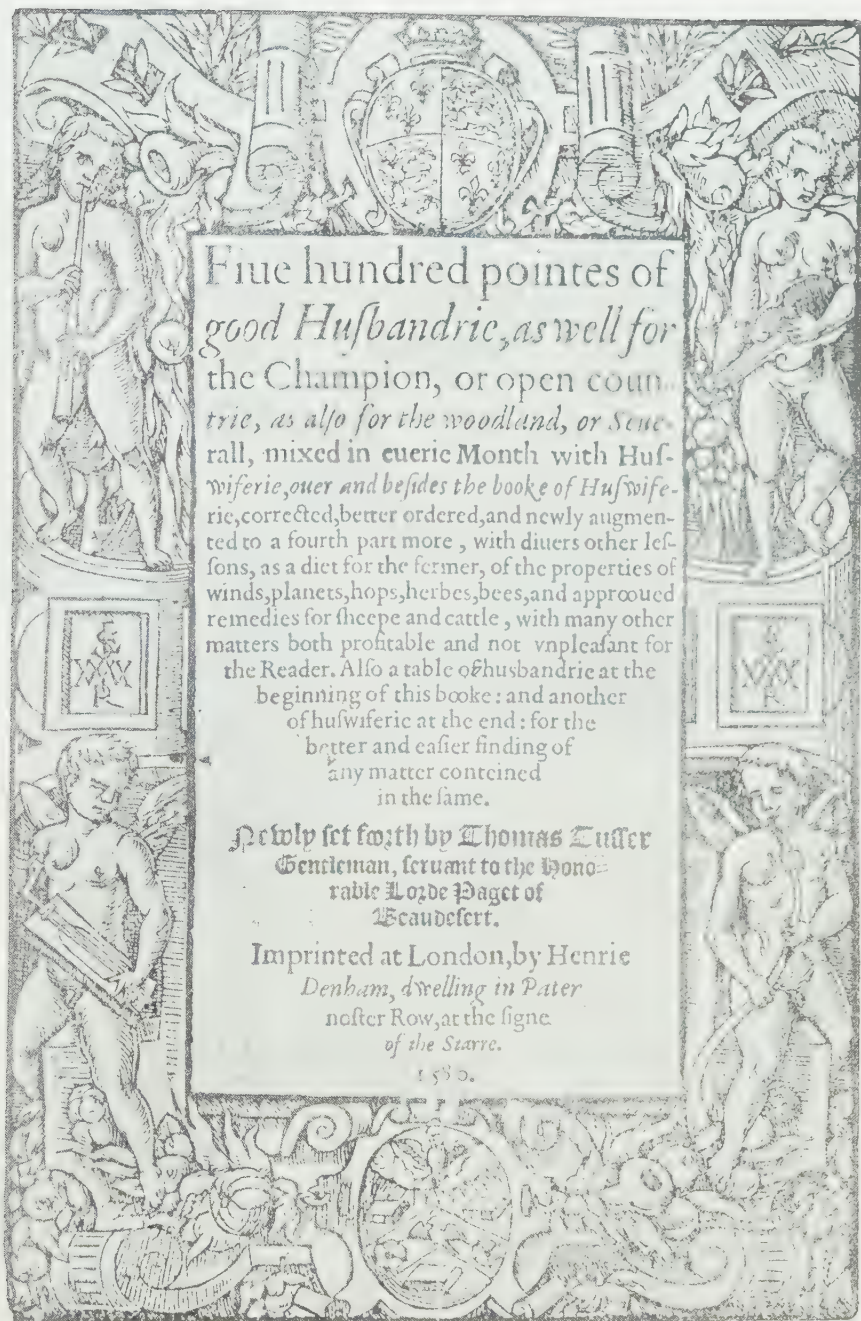 Fiue hundred pointes of
good Huſbandrie, as well for
the Champion, or open coun
trie, as alſo for the woodland, or Seue-
rall, mixed in euerie Month with Huſ-
wiferie, ouer and beſides the booke of Huſwife-
rie, corrected, better ordered, and newly augmen-
ted to a fourth part more , with diuers other leſ-
ſons, as a diet for the fermer, of the properties of
winds, planets, hops, herbes, bees, and approoued
remedies for ſheepe and cattle , with many other
matters both profitable and not vnpleaſant for
the Reader. Alſo a table of husbandrie at the
beginning of this booke : and another
of huſwiferie at the end : for the
better and eaſier finding of
any matter conteined
in the ſame.
Newly ſet foorth by Thomas Tuſſer
Gentleman, ſeruant to the Hono-
rable Lorde Paget of
Beaudeſert.
Imprinted at London, by Henrie
Denham, dwelling in Pater
noſter Row, at the ſigne
of the Starre.
1580.